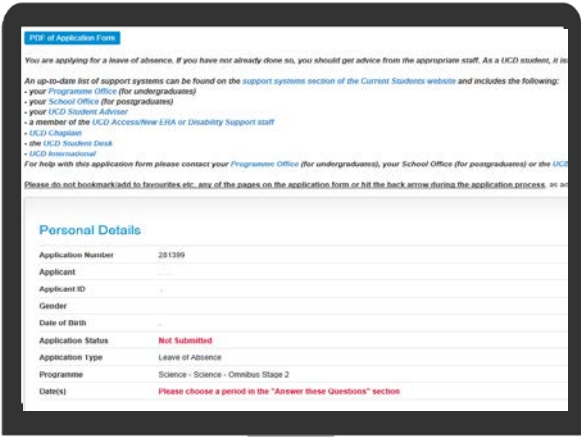 PDF of Application Form
You are applying for a leave of absence. If you have not already done so, you should get advice from the appropriate staff. As a UCD student, it is
An up-to-date list of support systems can be found on the support systems section of the Current Students website and includes the following:
- your Programme Office (for undergraduates)
- your School Office (for postgraduates)
- your UCD Student Adviser
- a member of the UCD Access/New ERA or Disability Support staff
- UCD Chaplain
- the UCD Student Desk
- UCD International
For help with this application form please contact your Programme Office (for undergraduates), your School Office (for postgraduates) or the UCD
Please do not bookmark/add to favourites etc. any of the pages on the application form or hit the back arrow during the application process, as
Personal Details
Application Number 281399
Applicant
Applicant ID
Gender
Date of Birth
Application Status Not Submitted
Application Type Leave of Absence
Programme Science - Science - Omnibus Stage 2
Date(s) Please choose a period in the "Answer these Questions" section